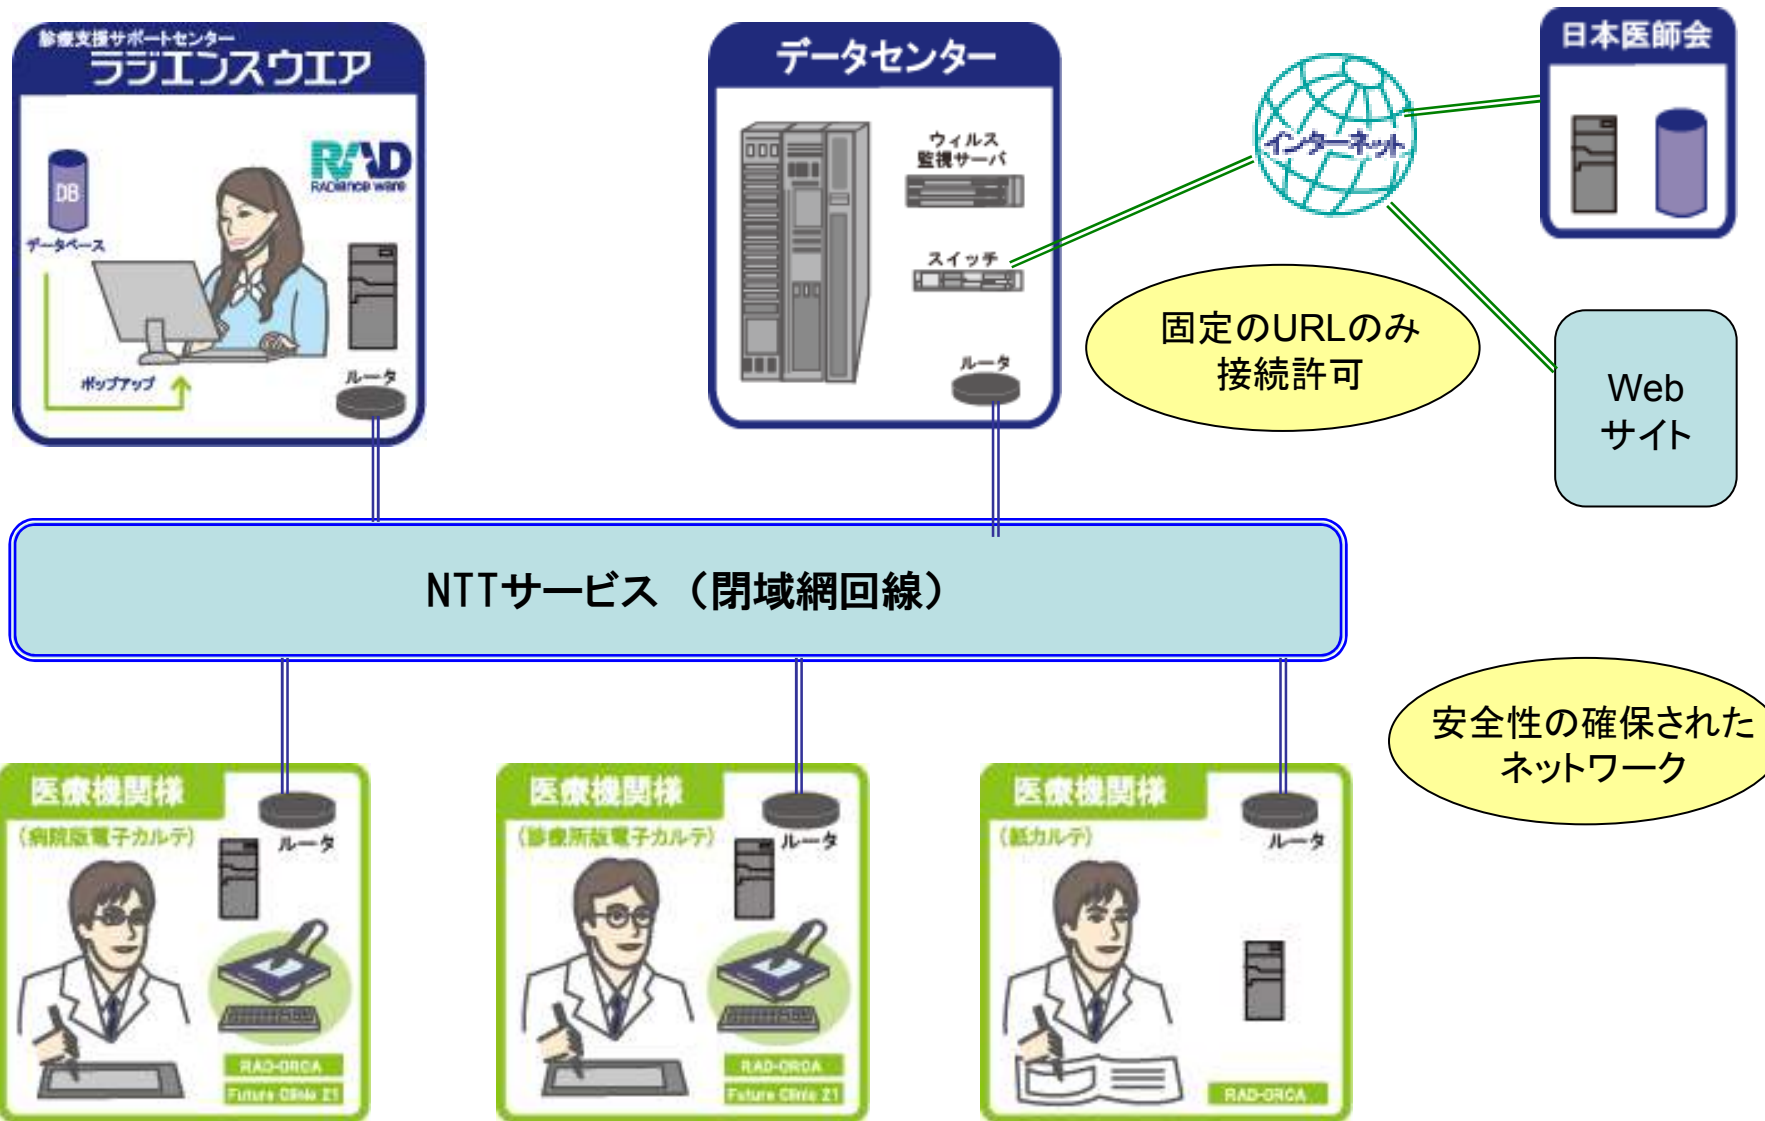 診療支援サポートセンター
ラジエンスウエア
RAD
RADiance ware
DB
データベース
ポップアップ
ルータ
データセンター
ウィルス
監視サーバ
スイッチ
ルータ
インターネット
日本医師会
固定のURLのみ
接続許可
Web
サイト
NTTサービス （閉域網回線）
安全性の確保された
ネットワーク
医療機関様
（病院版電子カルテ）
ルータ
RAD-ORCA
Future Clinic 21
医療機関様
（診療所版電子カルテ）
ルータ
RAD-ORCA
Future Clinic 21
医療機関様
（紙カルテ）
ルータ
RAD-ORCA